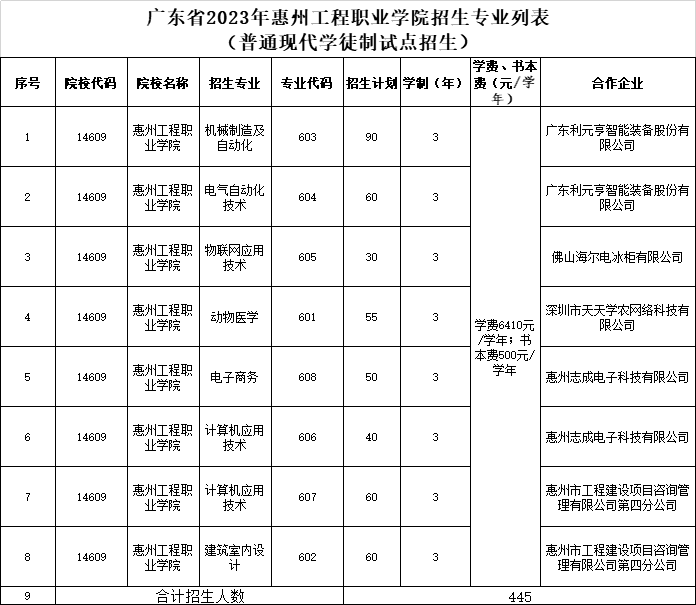 广东省2023年惠州工程职业学院招生专业列表
（普通现代学徒制试点招生）
序号 院校代码 院校名称 招生专业 专业代码 招生计划 学制（年） 学费、书本费（元/学年） 合作企业
1 14609 惠州工程职业学院 机械制造及自动化 603 90 3 广东利元亨智能装备股份有限公司
2 14609 惠州工程职业学院 电气自动化技术 604 60 3 广东利元亨智能装备股份有限公司
3 14609 惠州工程职业学院 物联网应用技术 605 30 3 佛山海尔电冰柜有限公司
4 14609 惠州工程职业学院 动物医学 601 55 3 深圳市天天学农网络科技有限公司
学费6410元/学年；书本费500元/学年
5 14609 惠州工程职业学院 电子商务 608 50 3 惠州志成电子科技有限公司
6 14609 惠州工程职业学院 计算机应用技术 606 40 3 惠州志成电子科技有限公司
7 14609 惠州工程职业学院 计算机应用技术 607 60 3 惠州市工程建设项目咨询管理有限公司第四分公司
8 14609 惠州工程职业学院 建筑室内设计 602 60 3 惠州市工程建设项目咨询管理有限公司第四分公司
9 合计招生人数 445